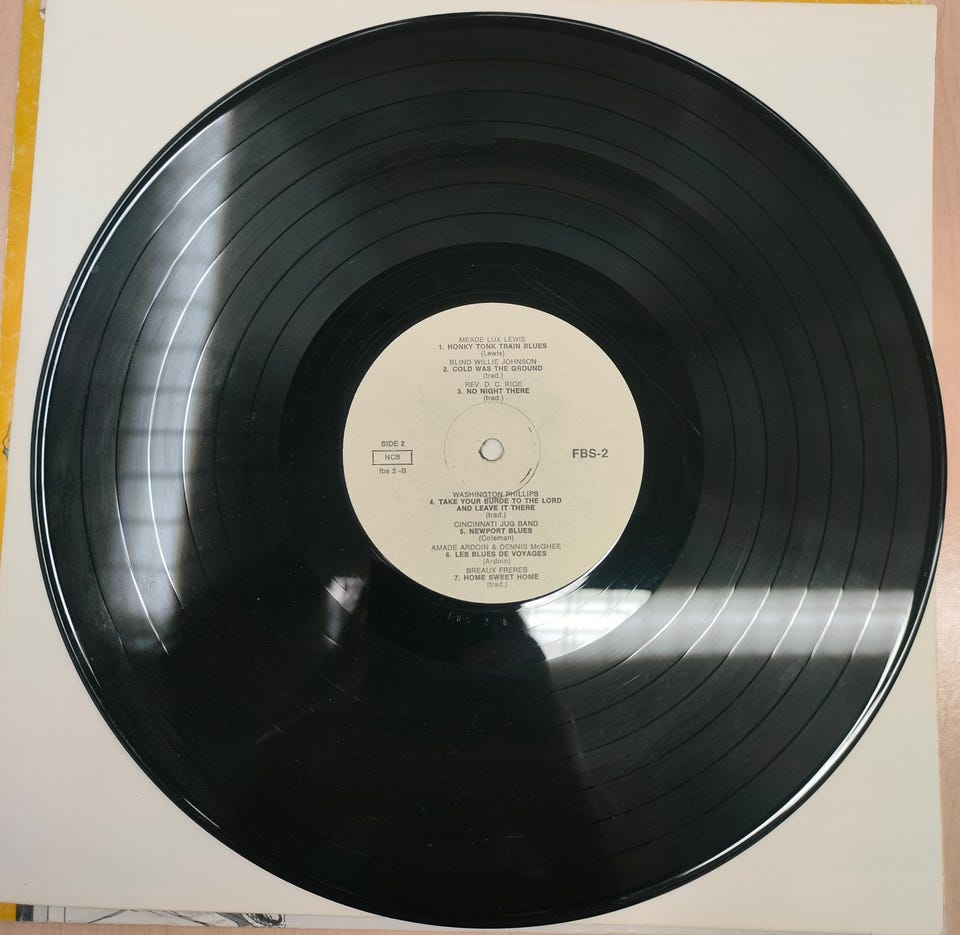 MEADE LUX LEWIS
1. HONKY TONK TRAIN BLUES
(Lewis)
BLIND WILLIE JOHNSON
2. COLD WAS THE GROUND
(trad.)
REV. D. C. RICE
3. NO NIGHT THERE
(trad.)
SIDE 2
NCB
fbs 2 -B
FBS-2
WASHINGTON PHILLIPS
4. TAKE YOUR BURDE TO THE LORD
AND LEAVE IT THERE
(trad.)
CINCINNATI JUG BAND
5. NEWPORT BLUES
(Coleman)
AMADE ARDOIN & DENNIS McGHEE
6. LES BLUES DE VOYAGES
(Ardoin)
BREAUX FRERES
7. HOME SWEET HOME
(trad.)